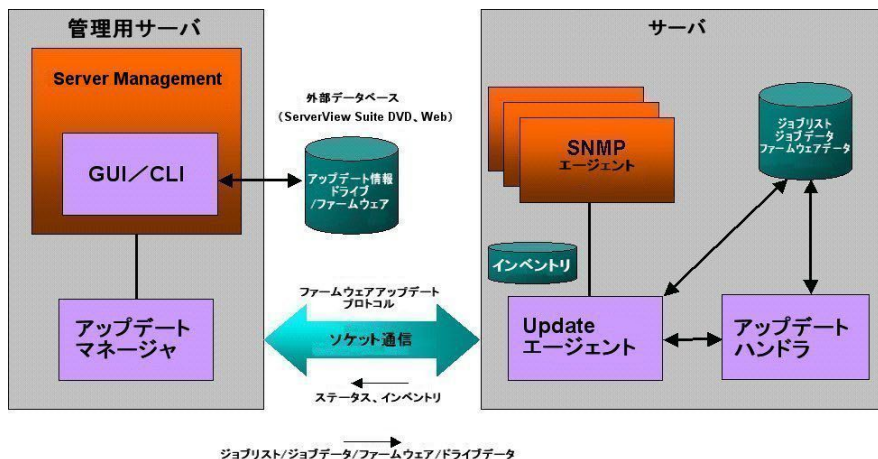 管理用サーバ
Server Management
GUI/CLI
アップデート
マネージャ
外部データベース
(ServerView Suite DVD、Web)
アップデート情報
ドライブ
/ファームウェア
ファームウェアアップデート
プロトコル
ソケット通信
ステータス、インベントリ
ジョブリスト/ジョブデータ/ファームウェア/ドライブデータ
サーバ
SNMP
エージェント
ジョブリスト
ジョブデータ
ファームウェアデータ
インベントリ
Update
エージェント
アップデート
ハンドラ